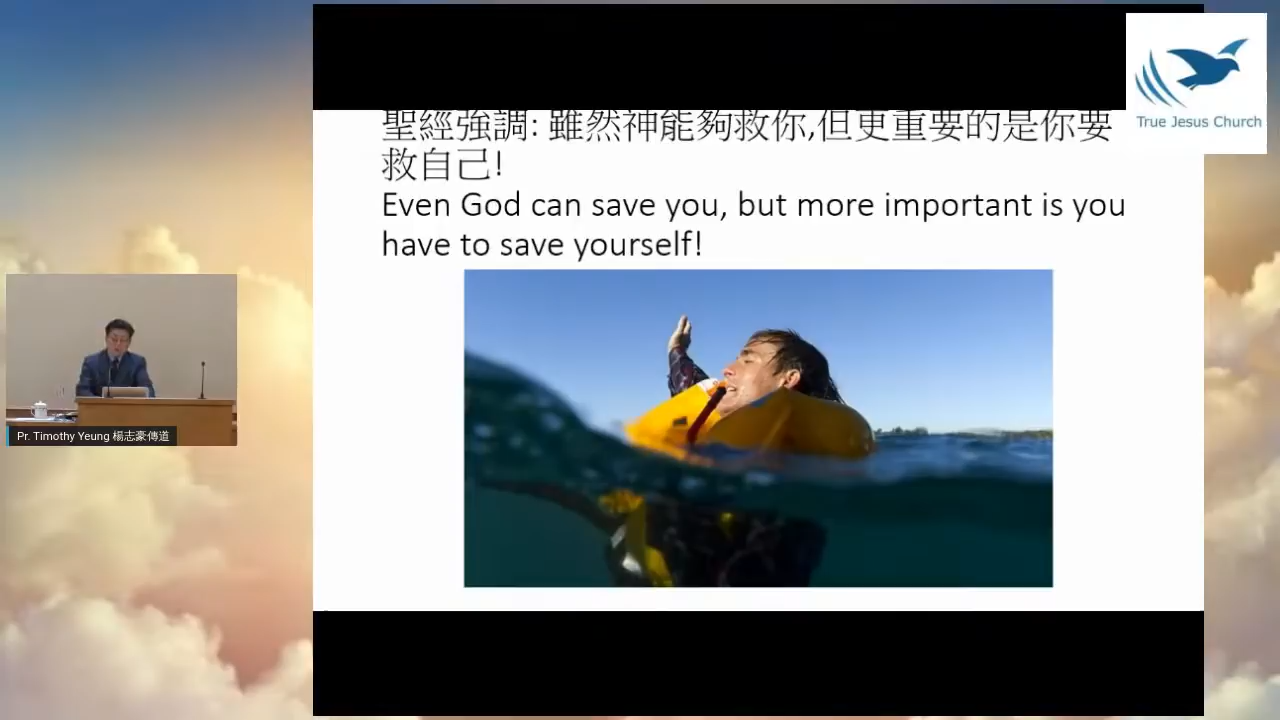 聖經強調: 雖然神能夠救你,但更重要的是你要
救自己!
Even God can save you, but more important is you
have to save yourself!
True Jesus Church
Pr. Timothy Yeung 楊志豪傳道